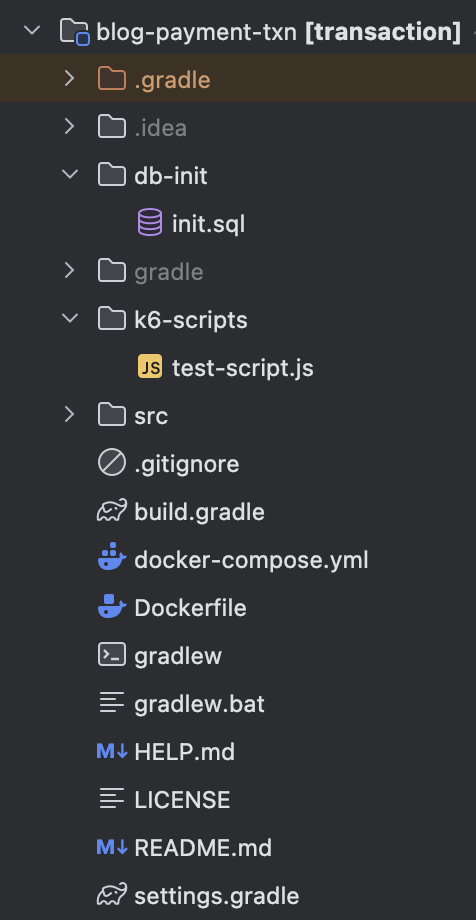 blog-payment-txn [transaction]
.gradle
.idea
db-init
init.sql
gradle
k6-scripts
JS test-script.js
src
.gitignore
build.gradle
docker-compose.yml
Dockerfile
gradlew
gradlew.bat
M↓ HELP.md
LICENSE
M↓ README.md
settings.gradle